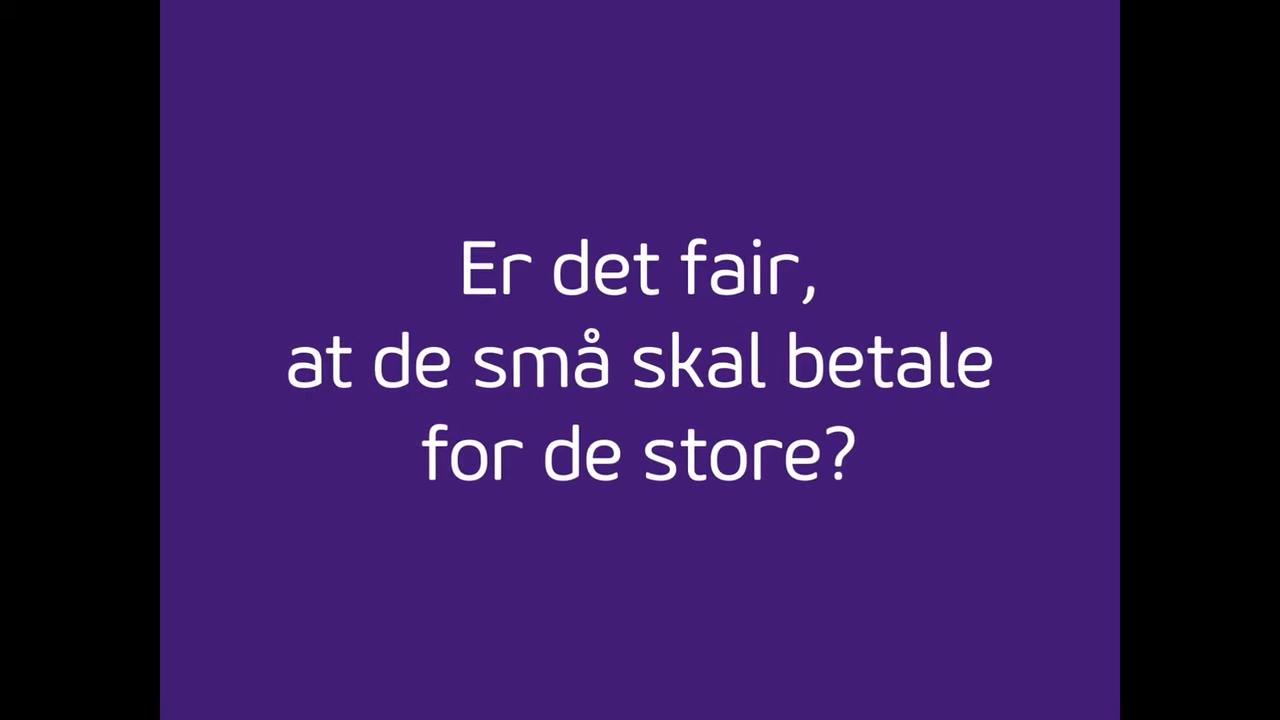 Er det fair,
at de små skal betale
for de store?